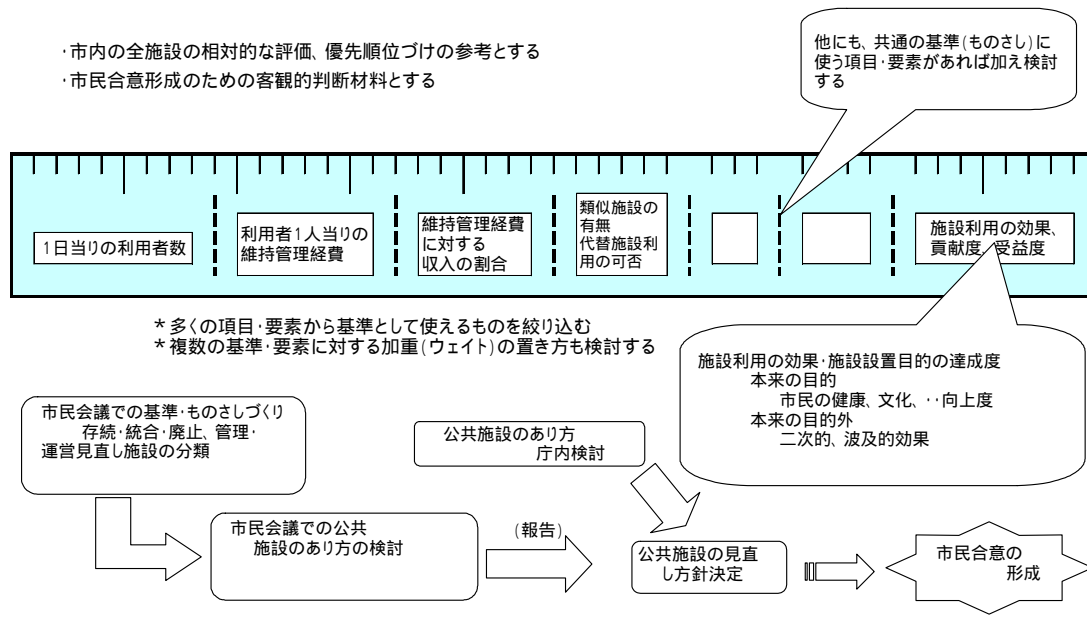 ・市内の全施設の相対的な評価、優先順位づけの参考とする
・市民合意形成のための客観的判断材料とする
他にも、共通の基準(ものさし)に
使う項目・要素があれば加え検討
する
1日当りの利用者数
利用者1人当りの
維持管理経費
維持管理経費
に対する
収入の割合
類似施設の
有無
代替施設利
用の可否
施設利用の効果、
貢献度、受益度
*多くの項目・要素から基準として使えるものを絞り込む
*複数の基準・要素に対する加重(ウェイト)の置き方も検討する
施設利用の効果・施設設置目的の達成度
本来の目的
市民の健康、文化、・・向上度
本来の目的外
二次的、波及的効果
市民会議での基準・ものさしづくり
存続・統合・廃止、管理・
運営見直し施設の分類
公共施設のあり方
庁内検討
市民会議での公共
施設のあり方の検討
(報告)
公共施設の見直
し方針決定
市民合意の
形成